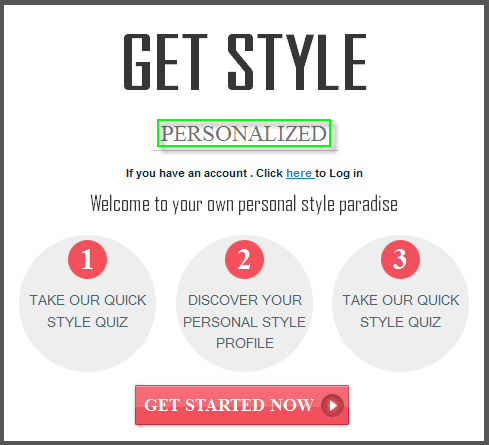 GET STYLE
PERSONALIZED
If you have an account . Click here to Log in
Welcome to your own personal style paradise
1
TAKE OUR QUICK
STYLE QUIZ
2
DISCOVER YOUR
PERSONAL STYLE
PROFILE
3
TAKE OUR QUICK
STYLE QUIZ
GET STARTED NOW